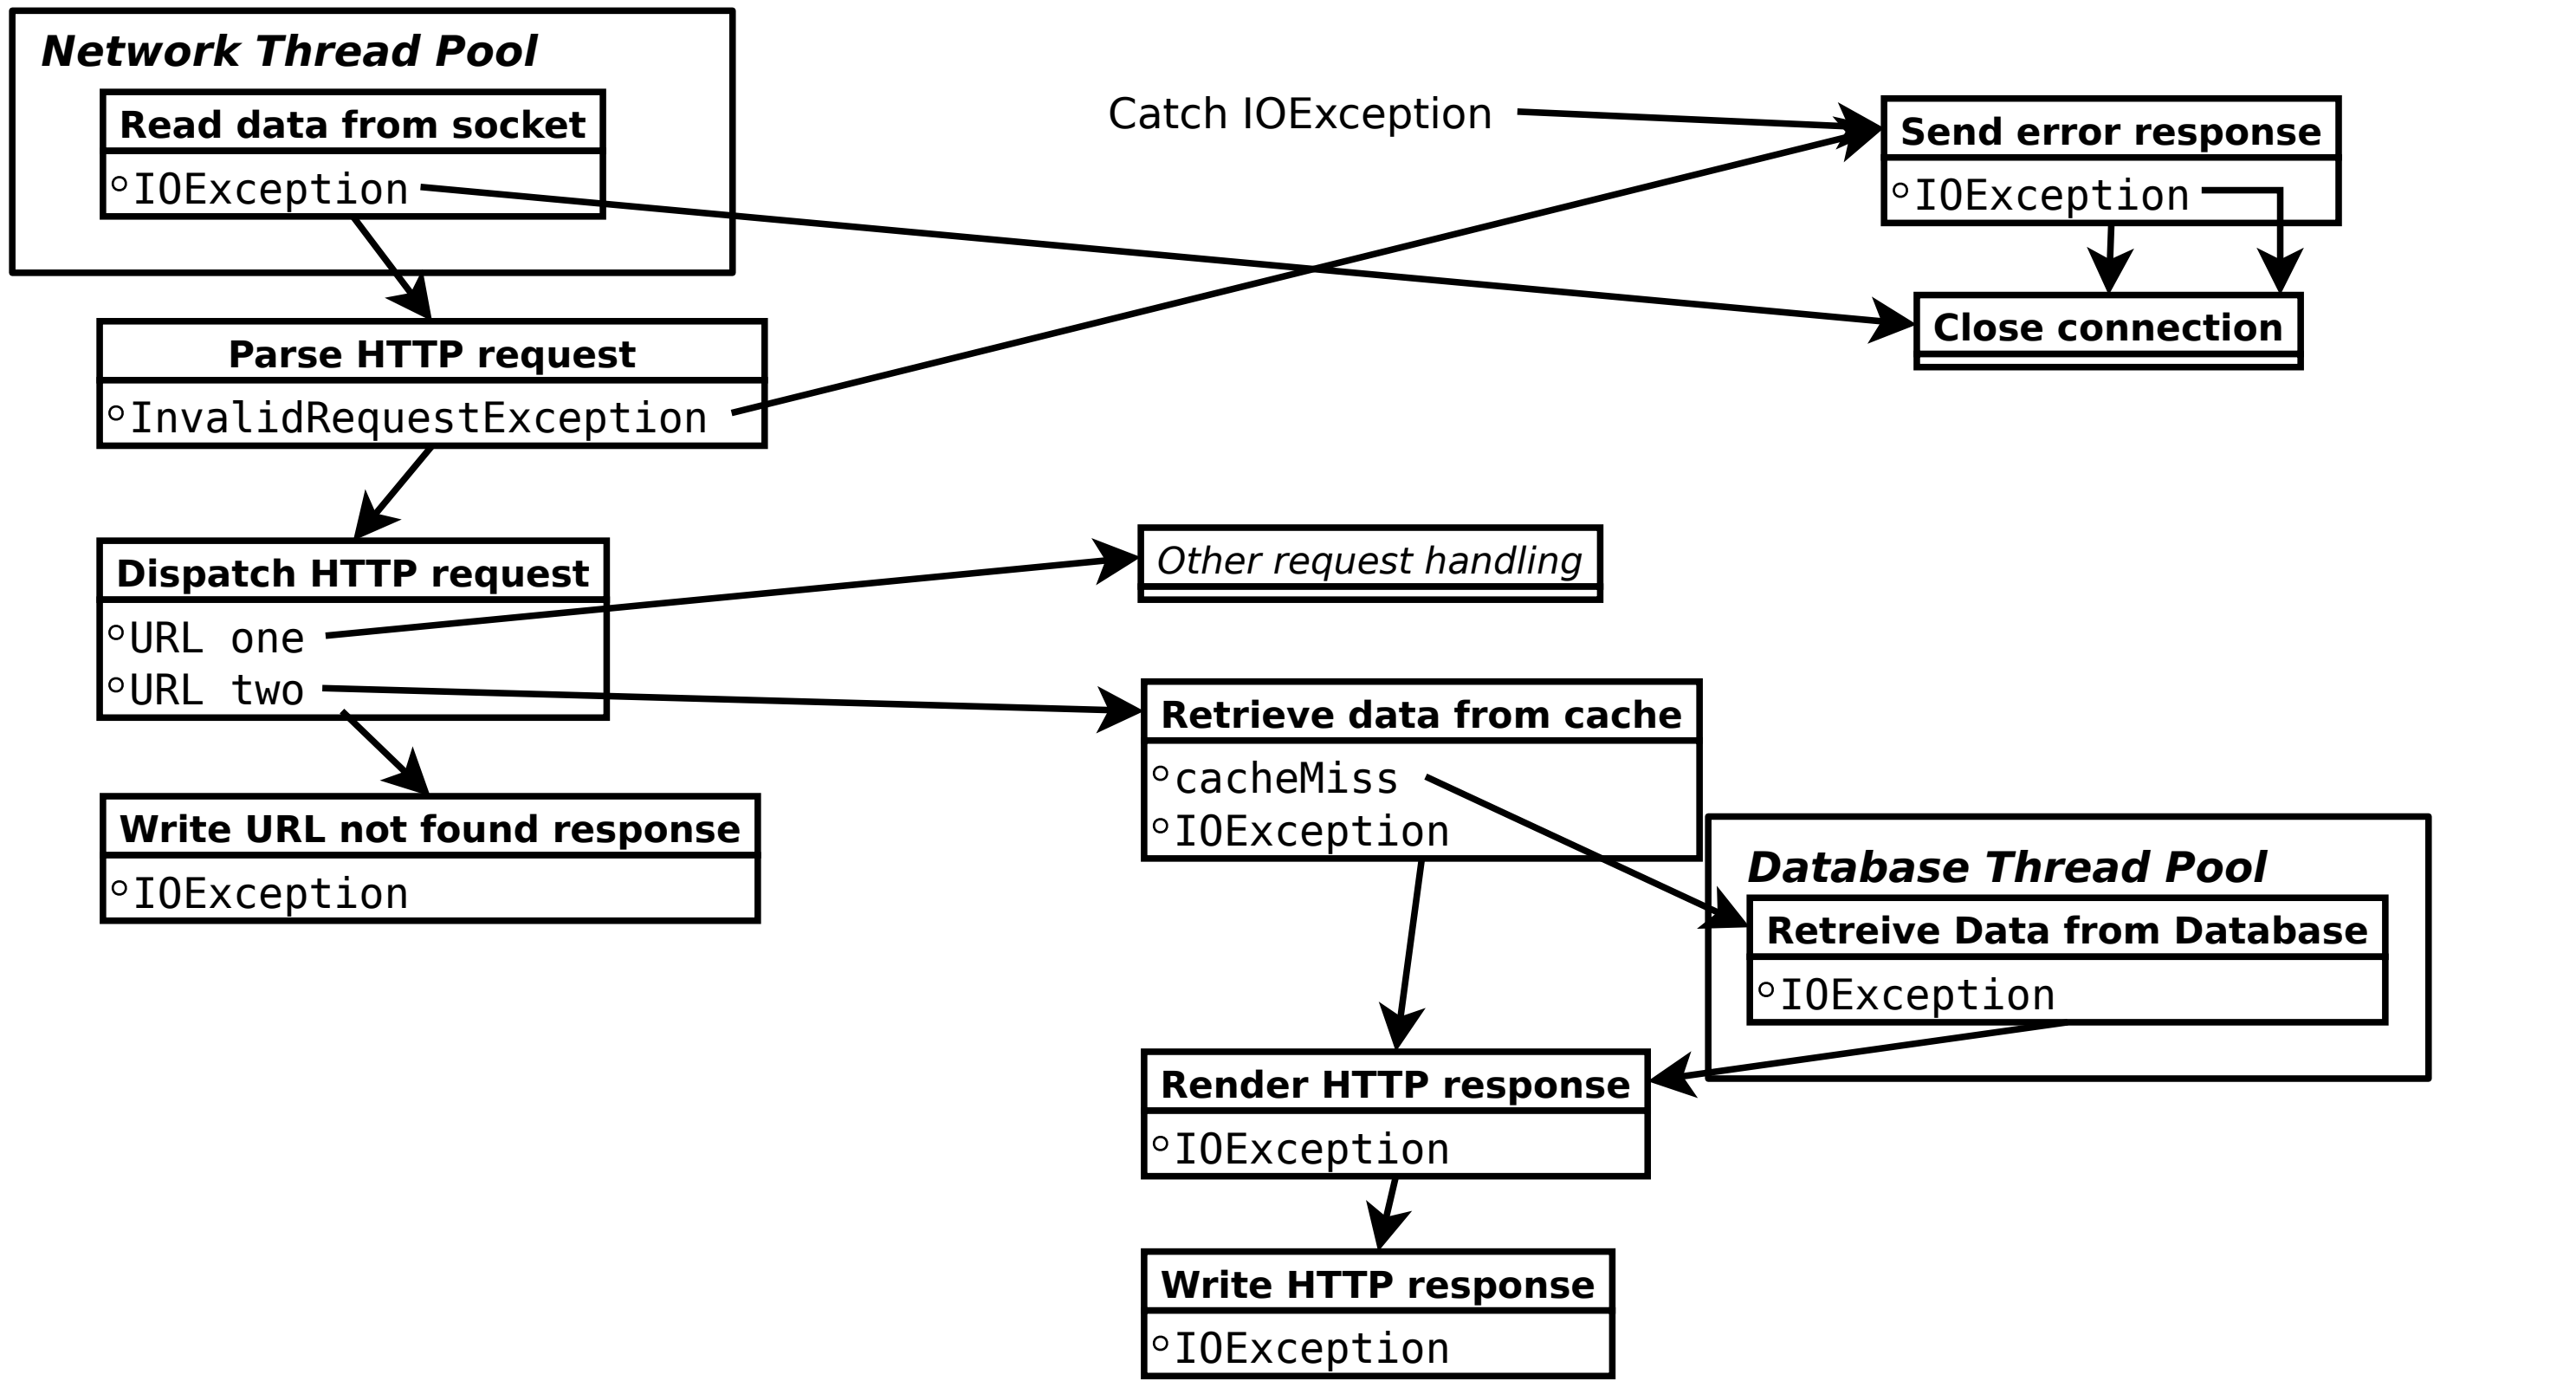 Network Thread Pool
Read data from socket
IOException
Catch IOException
Send error response
IOException
Close connection
Parse HTTP request
InvalidRequestException
Dispatch HTTP request
URL one
URL two
Other request handling
Retrieve data from cache
cacheMiss
IOException
Write URL not found response
IOException
Database Thread Pool
Retreive Data from Database
IOException
Render HTTP response
IOException
Write HTTP response
IOException